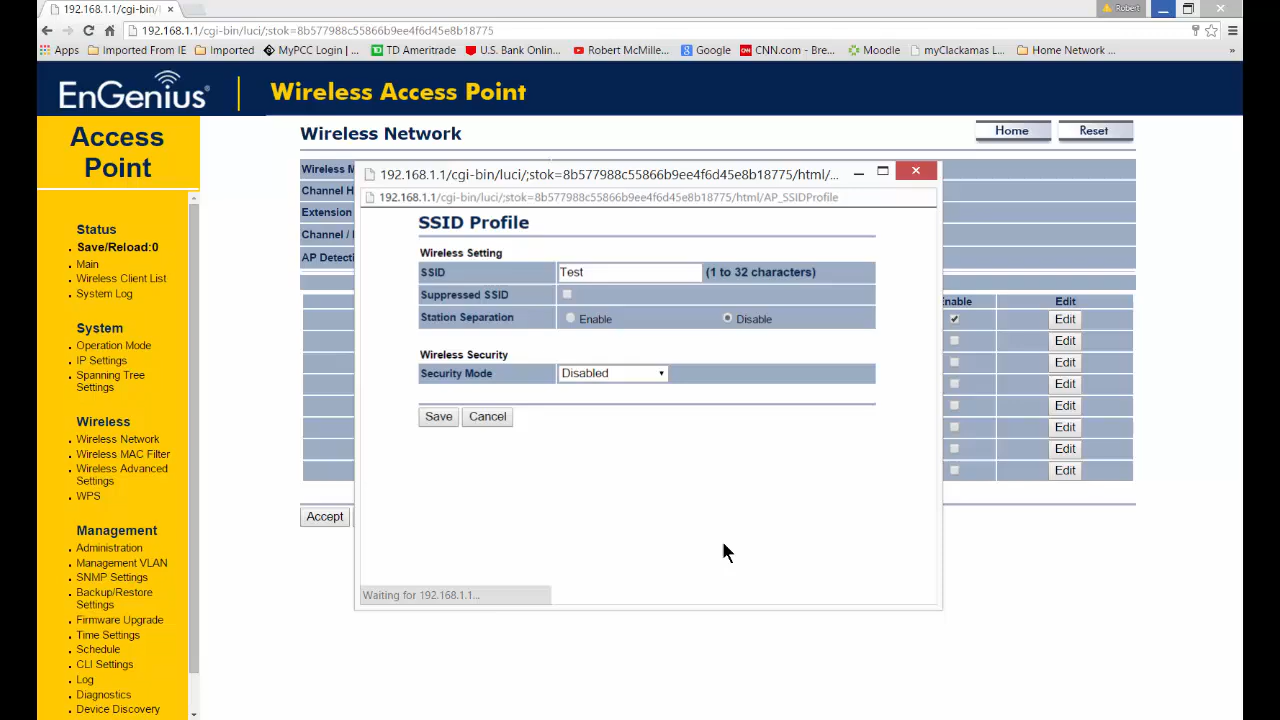 192.168.1.1/cgi-bin/l
Robert
192.168.1.1/cgi-bin/luci/;stok=8b577988c55866b9ee4f6d45e8b18775
Apps Imported From IE Imported MyPCC Login | ... TD Ameritrade U.S. Bank Onlin... Robert McMille... Google CNN.com - Bre... Moodle myClackamas L... Home Network ... »
EnGenius® Wireless Access Point
Access
Point
Wireless Network
Home Reset
Wireless M
Channel H
Extension
Channel /
AP Detecti
192.168.1.1/cgi-bin/luci/;stok=8b577988c55866b9ee4f6d45e8b18775/html/...
192.168.1.1/cgi-bin/luci/;stok=8b577988c55866b9ee4f6d45e8b18775/html/AP_SSIDProfile
SSID Profile
Wireless Setting
SSID Test (1 to 32 characters)
Suppressed SSID
Station Separation Enable Disable
Wireless Security
Security Mode Disabled
Save Cancel
Waiting for 192.168.1.1...
Enable Edit
Edit
Edit
Edit
Edit
Edit
Edit
Edit
Edit
Accept
Status
Save/Reload:0
Main
Wireless Client List
System Log
System
Operation Mode
IP Settings
Spanning Tree
Settings
Wireless
Wireless Network
Wireless MAC Filter
Wireless Advanced
Settings
WPS
Management
Administration
Management VLAN
SNMP Settings
Backup/Restore
Settings
Firmware Upgrade
Time Settings
Schedule
CLI Settings
Log
Diagnostics
Device Discovery